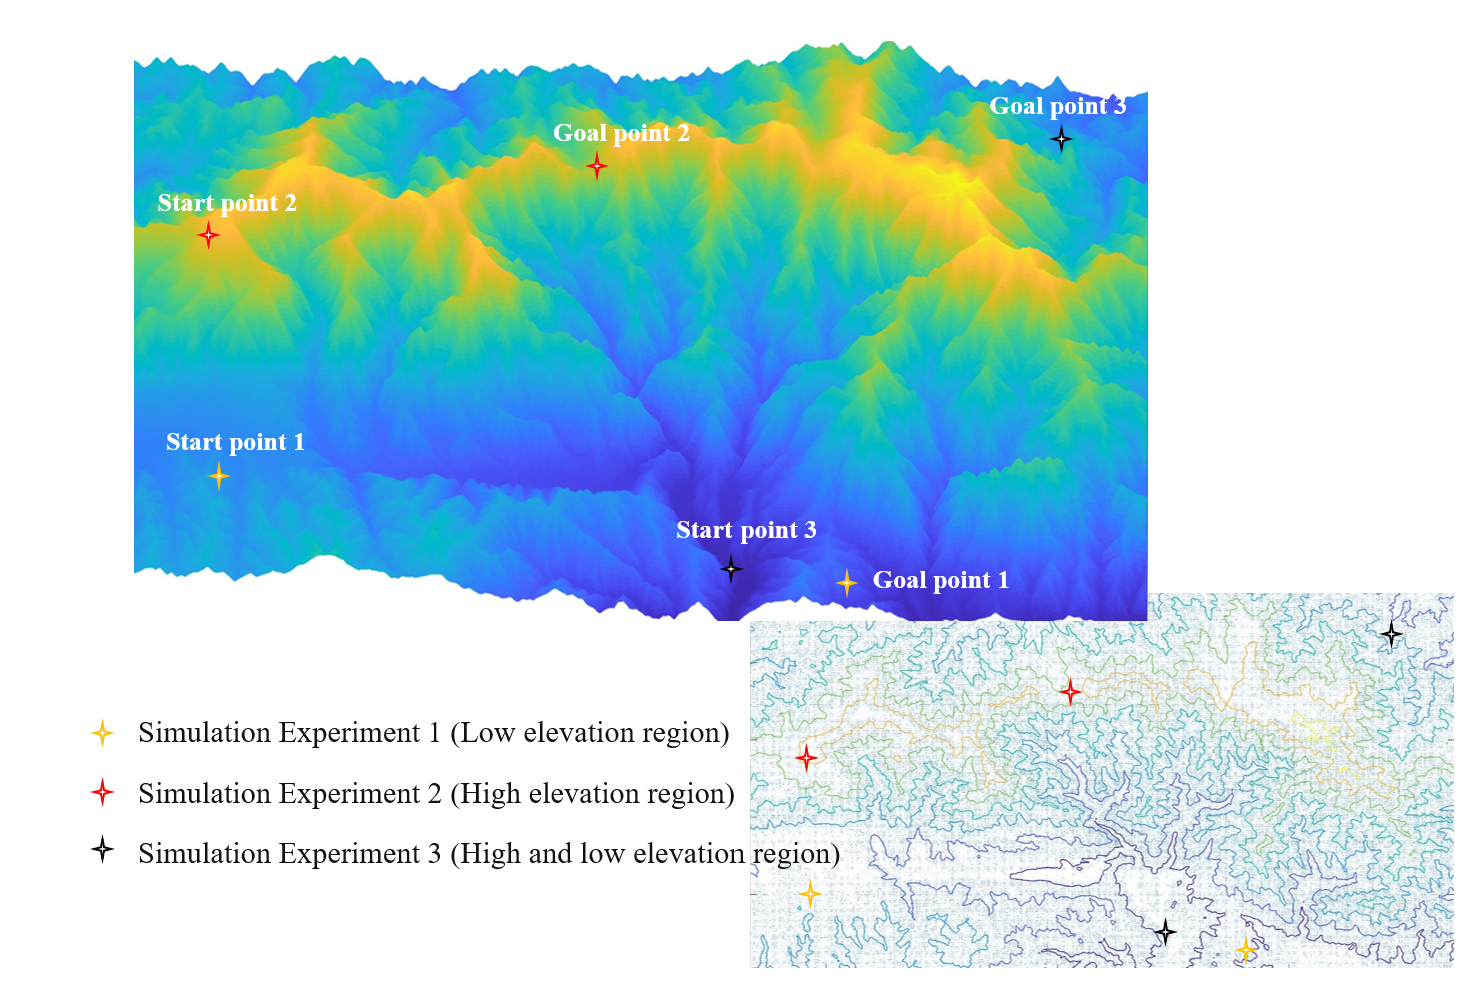 Goal point 3
Goal point 2
Start point 2
Start point 1
Start point 3
Goal point 1
Simulation Experiment 1 (Low elevation region)
Simulation Experiment 2 (High elevation region)
Simulation Experiment 3 (High and low elevation region)